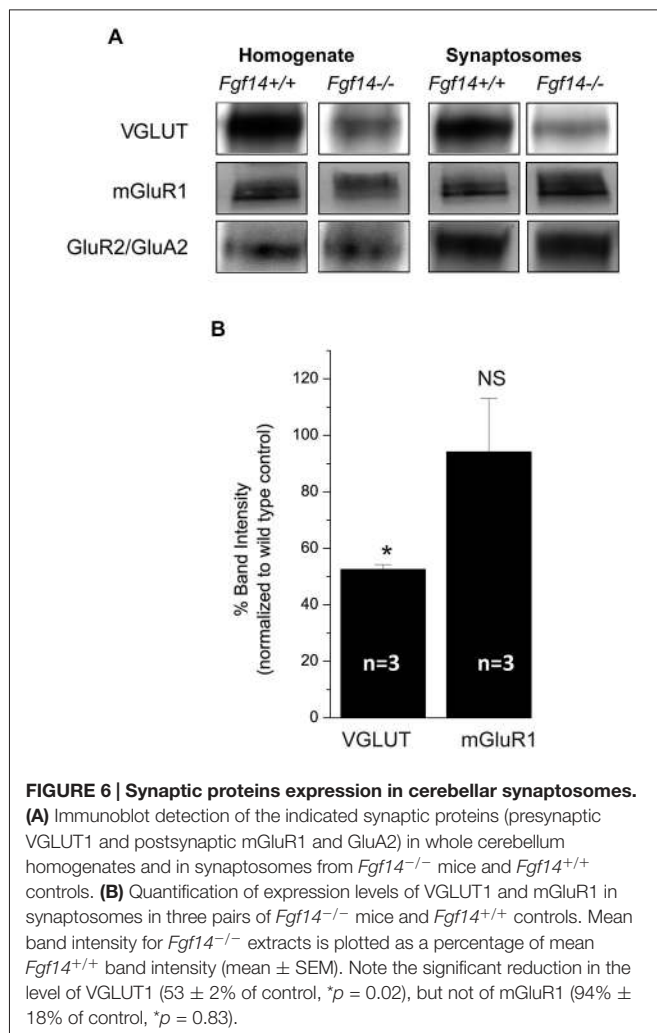 A
Homogenate Synaptosomes
Fgf14+/+ Fgf14-/- Fgf14+/+ Fgf14-/-
VGLUT
mGluR1
GluR2/GluA2
B
% Band Intensity
(normalized to wild type control)
120
100
80
60
40
20
0
*
NS
n=3
n=3
VGLUT
mGluR1
FIGURE 6 | Synaptic proteins expression in cerebellar synaptosomes.
(A) Immunoblot detection of the indicated synaptic proteins (presynaptic
VGLUT1 and postsynaptic mGluR1 and GluA2) in whole cerebellum
homogenates and in synaptosomes from Fgf14−/− mice and Fgf14+/+
controls. (B) Quantification of expression levels of VGLUT1 and mGluR1 in
synaptosomes in three pairs of Fgf14−/− mice and Fgf14+/+ controls. Mean
band intensity for Fgf14−/− extracts is plotted as a percentage of mean
Fgf14+/+ band intensity (mean ± SEM). Note the significant reduction in the
level of VGLUT1 (53 ± 2% of control, *p = 0.02), but not of mGluR1 (94% ±
18% of control, *p = 0.83).